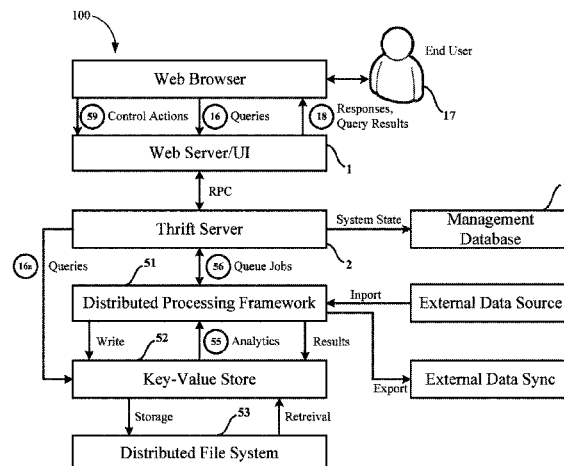 100
End User
Web Browser
59 Control Actions
16 Queries
18 Responses,
Query Results
17
Web Server/UI
1
RPC
Thrift Server
System State
Management
Database
2
16a Queries
51
56 Queue Jobs
Distributed Processing Framework
Inport
External Data Source
52
Write
55 Analytics
Results
Key-Value Store
Export
External Data Sync
Storage
53
Retreival
Distributed File System